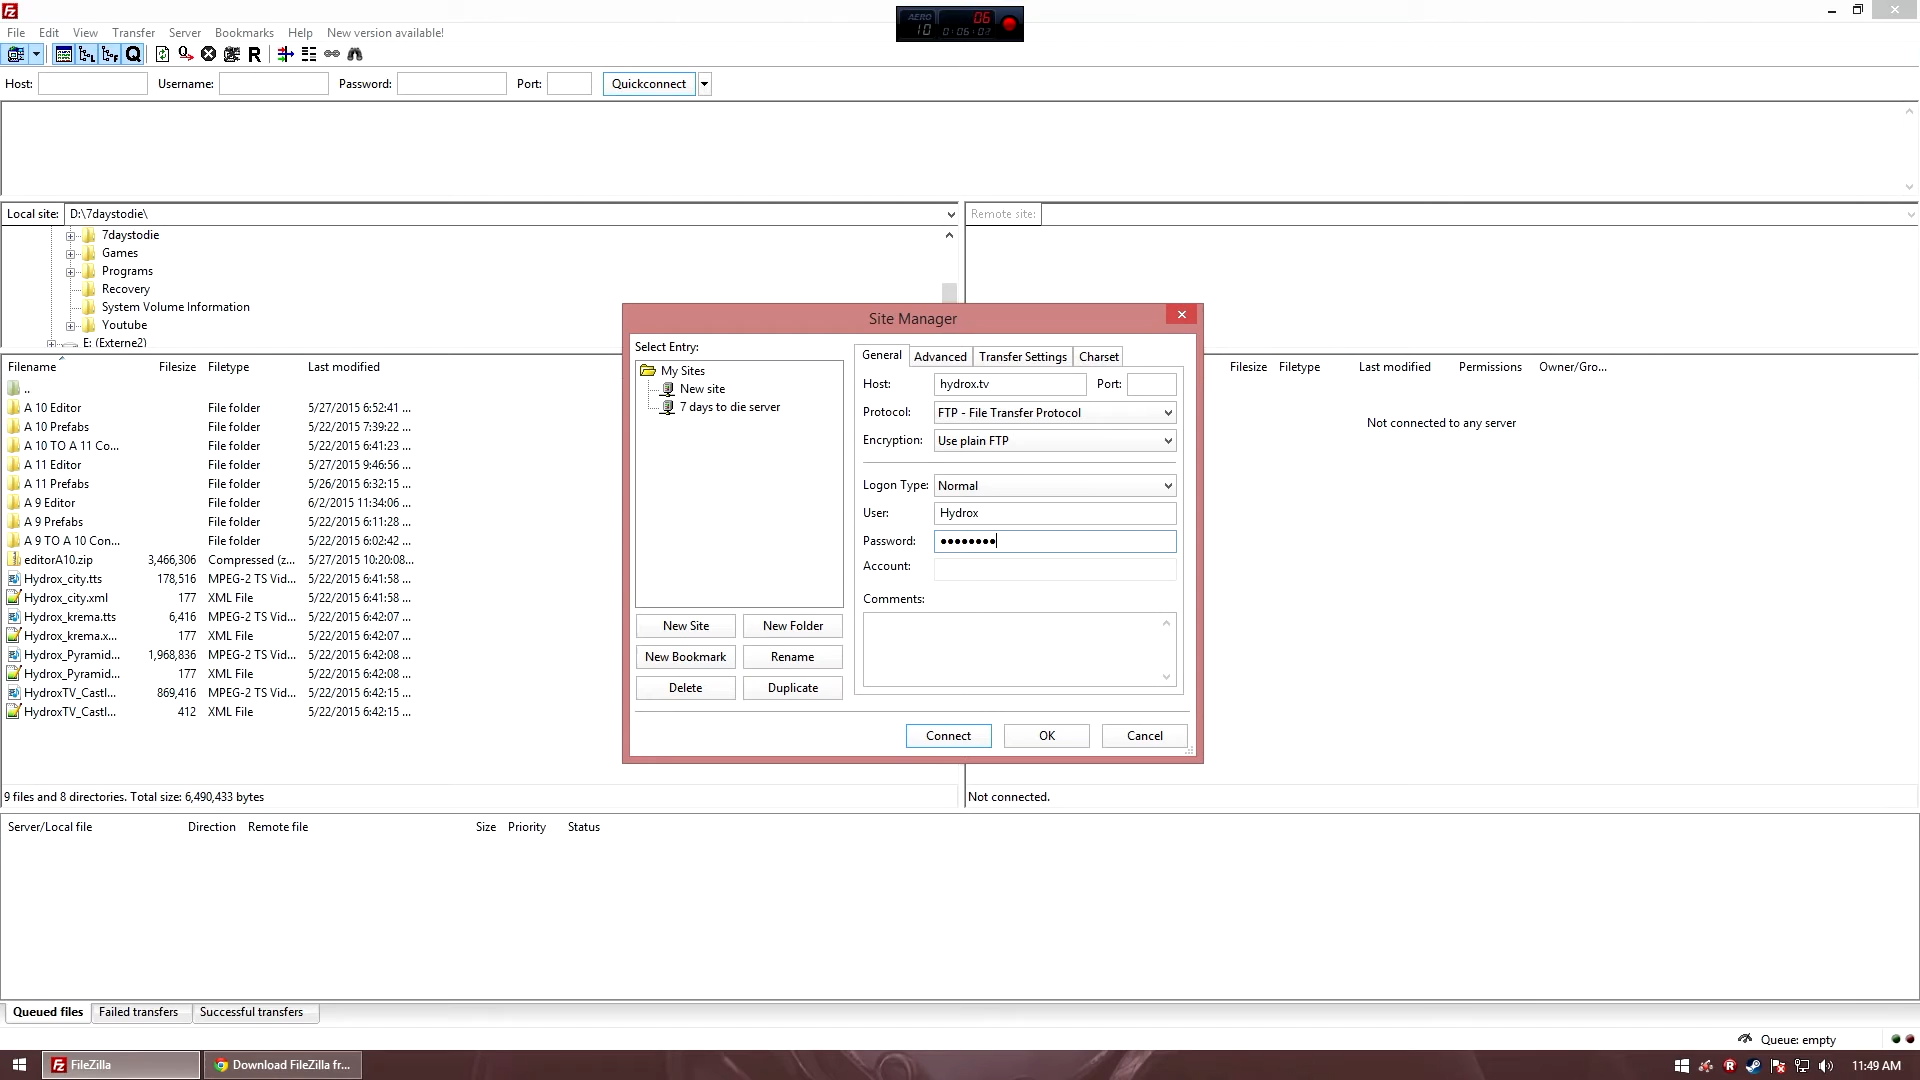 Fz
AERO 06
10 0:06:02
File Edit View Transfer Server Bookmarks Help New version available!
Host: Username: Password: Port: Quickconnect
Local site: D:\7daystodie\
Remote site:
7daystodie
Games
Programs
Recovery
System Volume Information
Youtube
E: (Externe2)
Filename Filesize Filetype Last modified
..
A 10 Editor File folder 5/27/2015 6:52:41 ...
A 10 Prefabs File folder 5/22/2015 7:39:22 ...
A 10 TO A 11 Co... File folder 5/22/2015 6:41:23 ...
A 11 Editor File folder 5/27/2015 9:46:56 ...
A 11 Prefabs File folder 5/26/2015 6:32:15 ...
A 9 Editor File folder 6/2/2015 11:34:06 ...
A 9 Prefabs File folder 5/22/2015 6:11:28 ...
A 9 TO A 10 Con... File folder 5/22/2015 6:02:42 ...
editorA10.zip 3,466,306 Compressed (z... 5/27/2015 10:20:08...
Hydrox_city.tts 178,516 MPEG-2 TS Vid... 5/22/2015 6:41:58 ...
Hydrox_city.xml 177 XML File 5/22/2015 6:41:58 ...
Hydrox_krema.tts 6,416 MPEG-2 TS Vid... 5/22/2015 6:42:07 ...
Hydrox_krema.x... 177 XML File 5/22/2015 6:42:07 ...
Hydrox_Pyramid... 1,968,836 MPEG-2 TS Vid... 5/22/2015 6:42:08 ...
Hydrox_Pyramid... 177 XML File 5/22/2015 6:42:08 ...
HydroxTV_Castl... 869,416 MPEG-2 TS Vid... 5/22/2015 6:42:15 ...
HydroxTV_Castl... 412 XML File 5/22/2015 6:42:15 ...
9 files and 8 directories. Total size: 6,490,433 bytes
Site Manager
Select Entry:
My Sites
New site
7 days to die server
New Site New Folder
New Bookmark Rename
Delete Duplicate
General Advanced Transfer Settings Charset
Host: hydrox.tv Port:
Protocol: FTP - File Transfer Protocol
Encryption: Use plain FTP
Logon Type: Normal
User: Hydrox
Password: ●●●●●●●●
Account:
Comments:
Connect OK Cancel
Filesize Filetype Last modified Permissions Owner/Gro...
Not connected to any server
Not connected.
Server/Local file Direction Remote file Size Priority Status
Queued files Failed transfers Successful transfers
Queue: empty
FileZilla
Download FileZilla fr...
11:49 AM